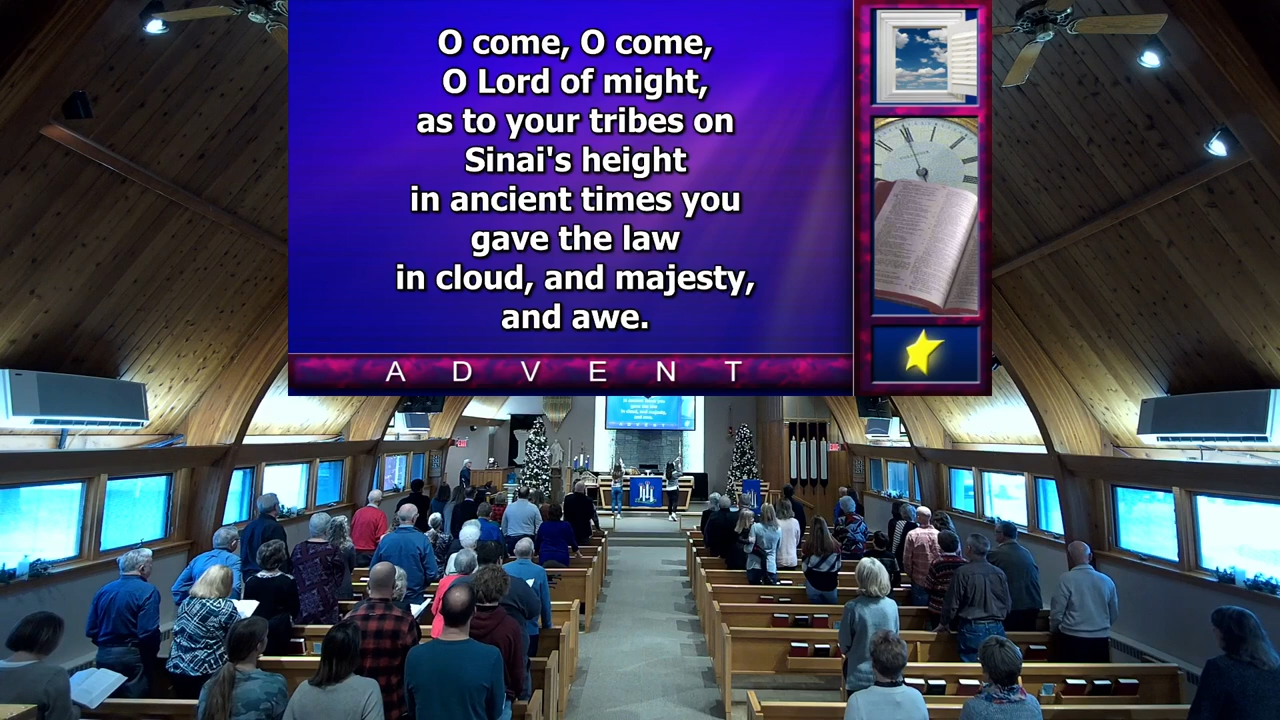 O come, O come,
O Lord of might,
as to your tribes on
Sinai's height
in ancient times you
gave the law
in cloud, and majesty,
and awe.
ADVENT